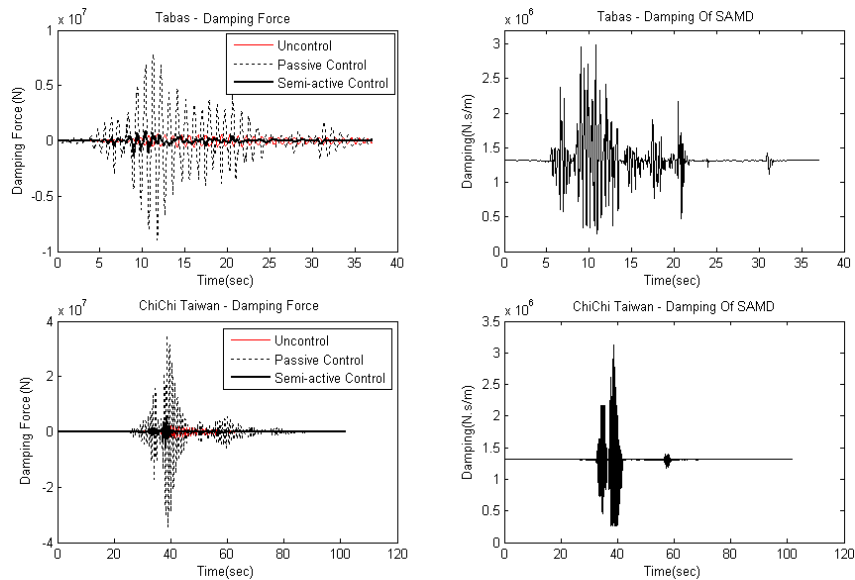 Tabas - Damping Force
x 10^7
Damping Force (N)
1
0.5
0
-0.5
-1
Uncontrol
Passive Control
Semi-active Control
0 5 10 15 20 25 30 35 40
Time(sec)
Tabas - Damping Of SAMD
x 10^6
Damping(N.s/m)
3
2.5
2
1.5
1
0.5
0
0 5 10 15 20 25 30 35 40
Time(sec)
ChiChi Taiwan - Damping Force
x 10^7
Damping Force (N)
4
2
0
-2
-4
Uncontrol
Passive Control
Semi-active Control
0 20 40 60 80 100 120
Time(sec)
ChiChi Taiwan - Damping Of SAMD
x 10^6
Damping(N.s/m)
3.5
3
2.5
2
1.5
1
0.5
0
0 20 40 60 80 100 120
Time(sec)